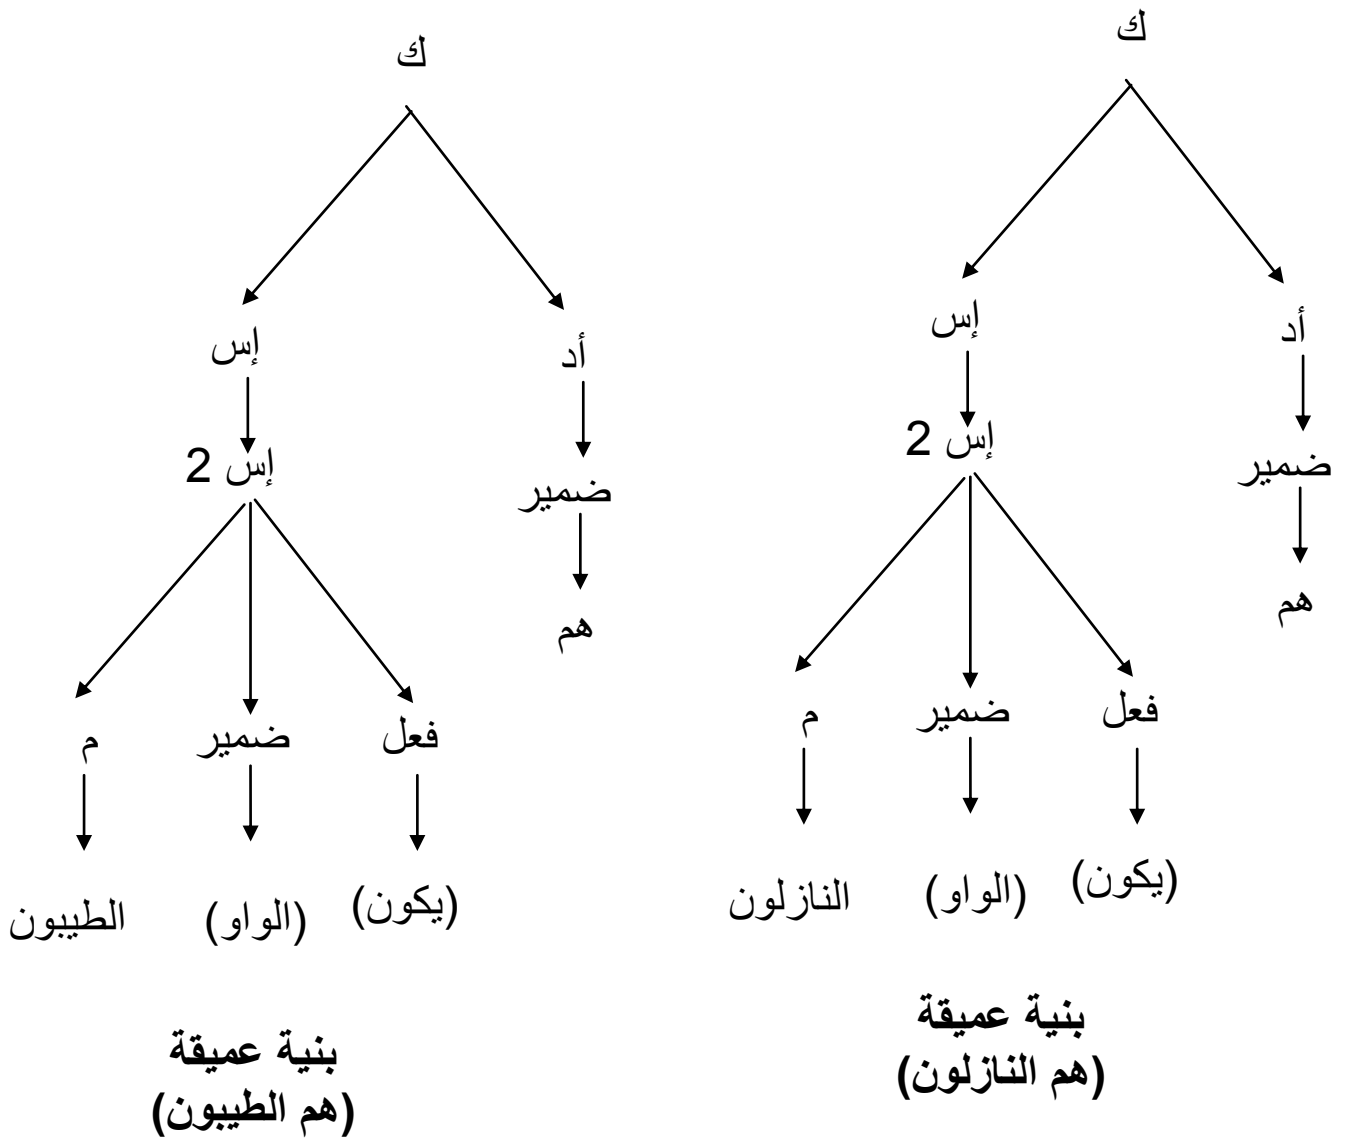 ك
أد
إس
ضمير
إس 2
هم
فعل
ضمير
م
(يكون)
(الواو)
النازلون
بنية عميقة
(هم النازلون)
ك
أد
إس
ضمير
إس 2
هم
فعل
ضمير
م
(يكون)
(الواو)
الطيبون
بنية عميقة
(هم الطيبون)